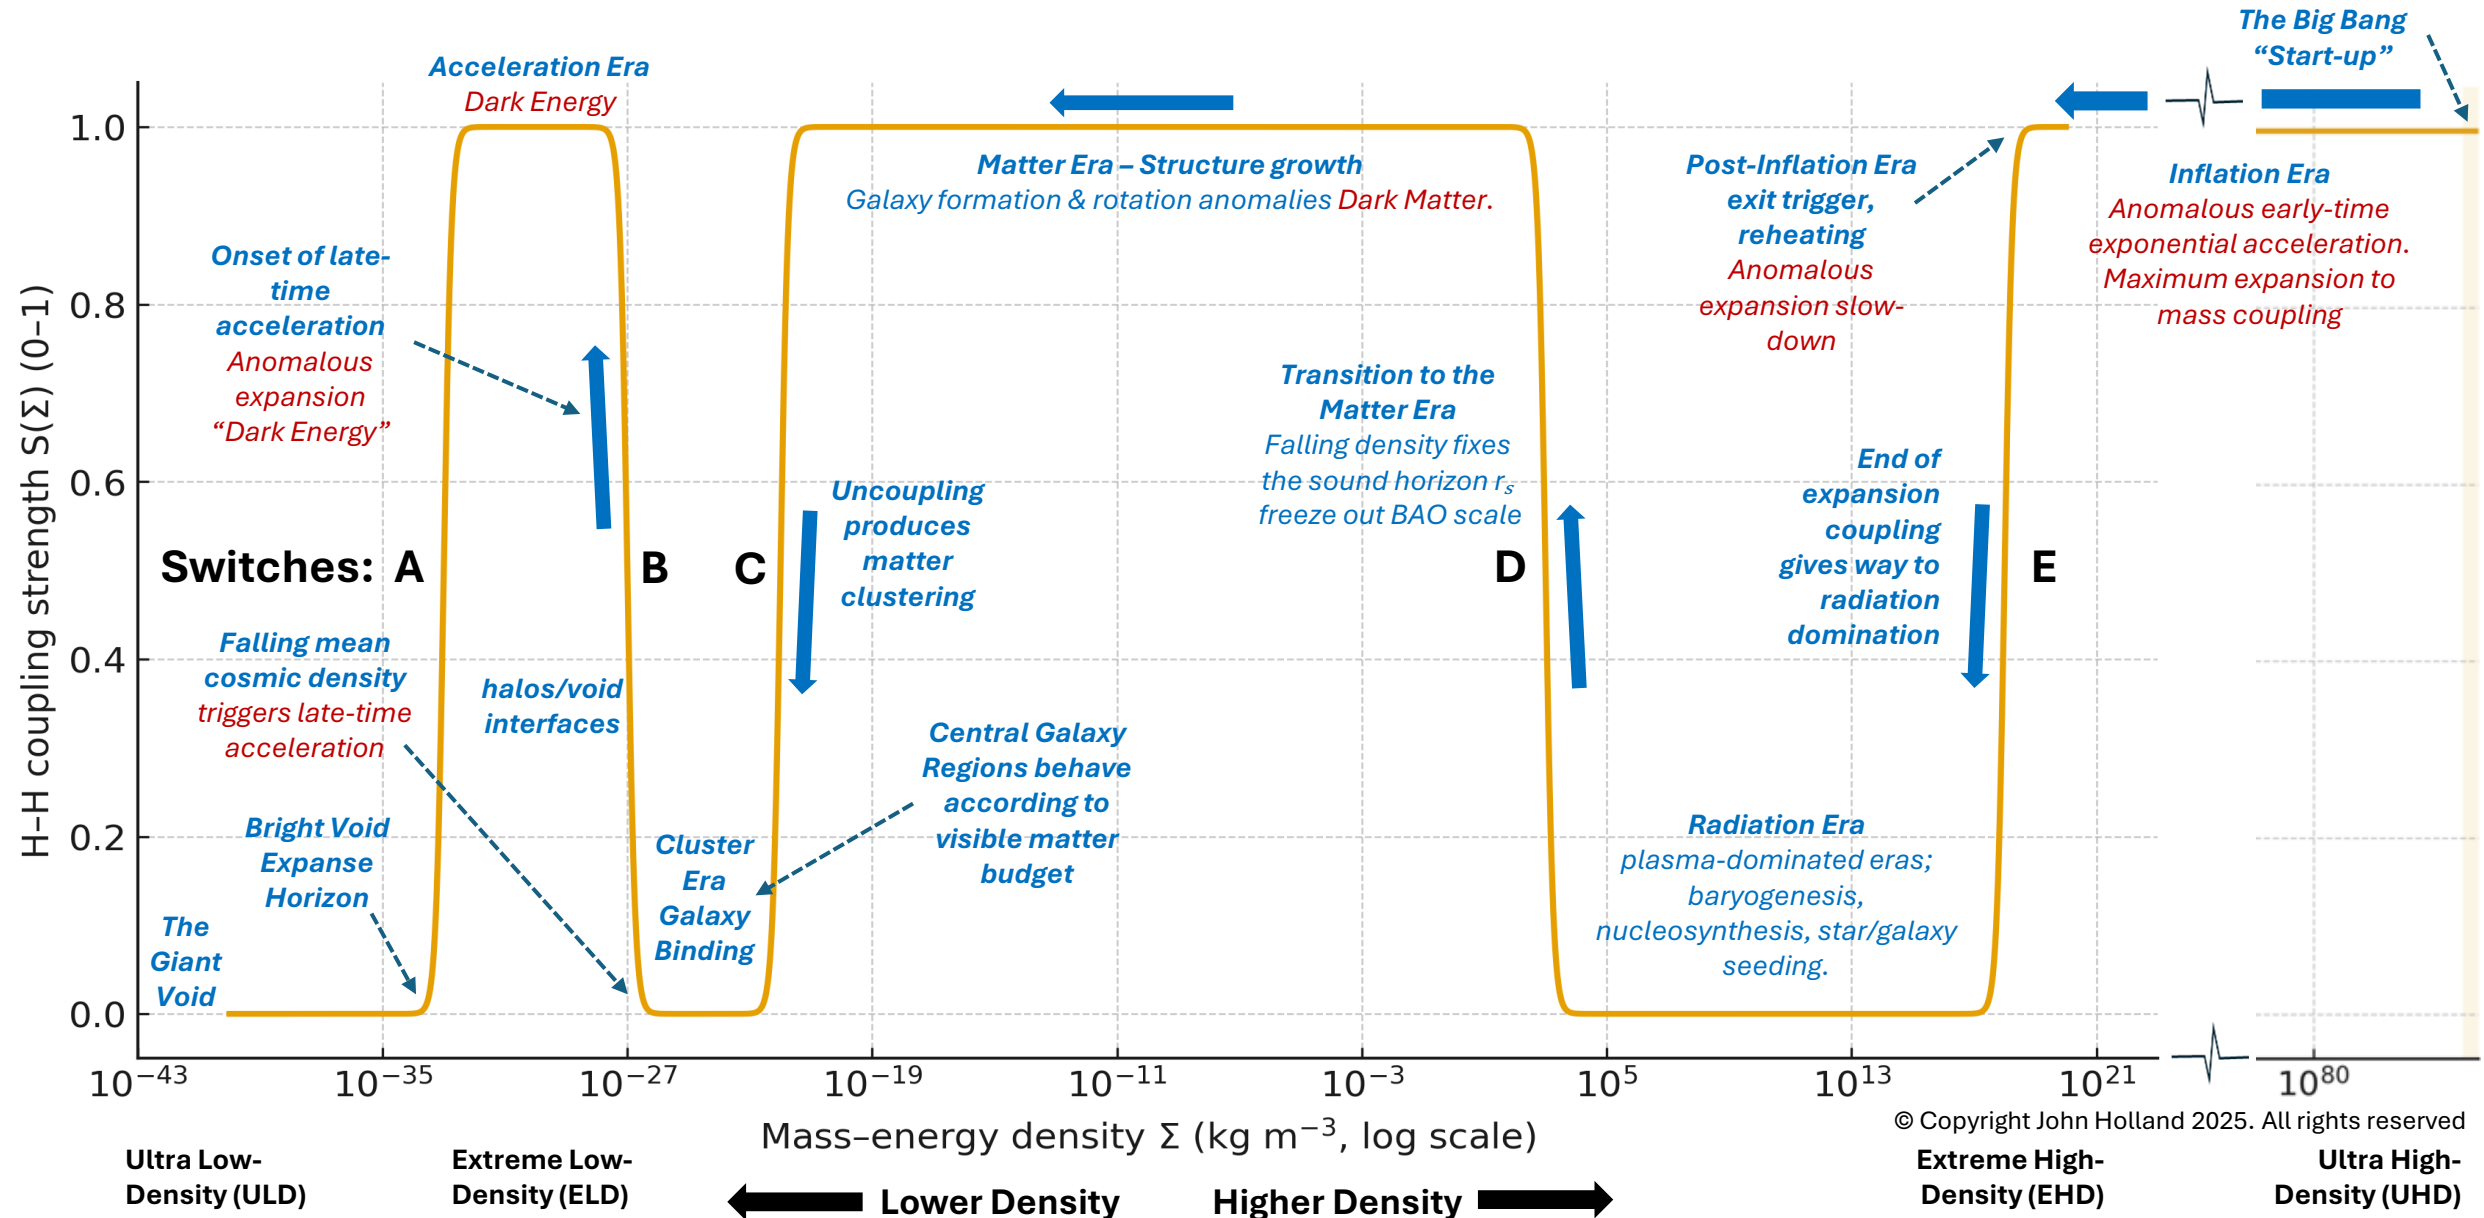 The Big Bang
“Start-up”
Acceleration Era
Dark Energy
H–H coupling strength S(Σ) (0–1)
1.0
0.8
0.6
0.4
0.2
0.0
Matter Era – Structure growth
Galaxy formation & rotation anomalies Dark Matter.
Post-Inflation Era
exit trigger,
reheating
Anomalous
expansion slow-
down
Inflation Era
Anomalous early-time
exponential acceleration.
Maximum expansion to
mass coupling
Onset of late-
time
acceleration
Anomalous
expansion
“Dark Energy”
Transition to the
Matter Era
Falling density fixes
the sound horizon rₛ
freeze out BAO scale
End of
expansion
coupling
gives way to
radiation
domination
Uncoupling
produces
matter
clustering
Switches: A
B
C
D
E
Falling mean
cosmic density
triggers late-time
acceleration
halos/void
interfaces
Central Galaxy
Regions behave
according to
visible matter
budget
Bright Void
Expanse
Horizon
Cluster
Era
Galaxy
Binding
Radiation Era
plasma-dominated eras;
baryogenesis,
nucleosynthesis, star/galaxy
seeding.
The
Giant
Void
10⁻⁴³ 10⁻³⁵ 10⁻²⁷ 10⁻¹⁹ 10⁻¹¹ 10⁻³ 10⁵ 10¹³ 10²¹ 10⁸⁰
© Copyright John Holland 2025. All rights reserved
Mass–energy density Σ (kg m⁻³, log scale)
Ultra Low-
Density (ULD)
Extreme Low-
Density (ELD)
Lower Density
Higher Density
Extreme High-
Density (EHD)
Ultra High-
Density (UHD)